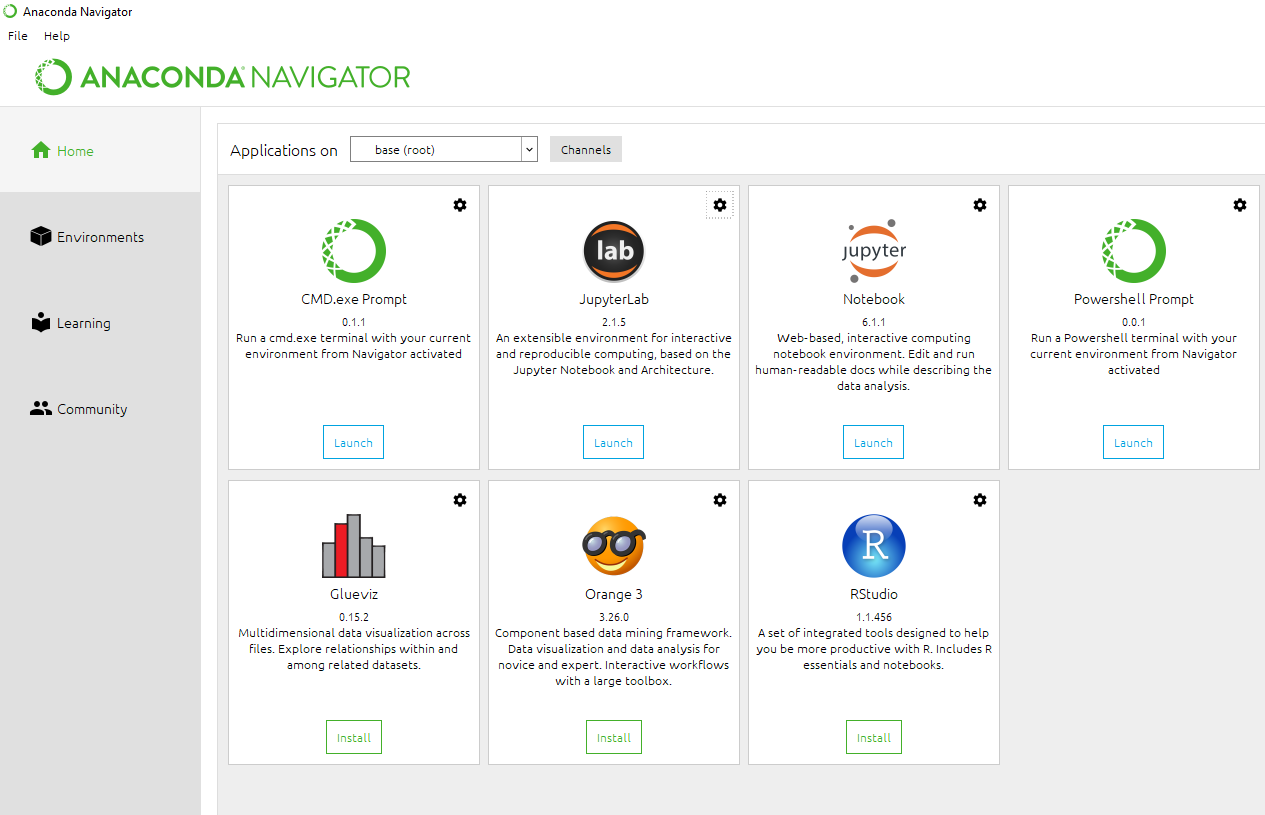 Anaconda Navigator
File Help
ANACONDA NAVIGATOR
Home
Environments
Learning
Community
Applications on base (root) Channels
CMD.exe Prompt
0.1.1
Run a cmd.exe terminal with your current
environment from Navigator activated
Launch
lab
JupyterLab
2.1.5
An extensible environment for interactive
and reproducible computing, based on the
Jupyter Notebook and Architecture.
Launch
jupyter
Notebook
6.1.1
Web-based, interactive computing
notebook environment. Edit and run
human-readable docs while describing the
data analysis.
Launch
Powershell Prompt
0.0.1
Run a Powershell terminal with your
current environment from Navigator
activated
Launch
Glueviz
0.15.2
Multidimensional data visualization across
files. Explore relationships within and
among related datasets.
Install
Orange 3
3.26.0
Component based data mining framework.
Data visualization and data analysis for
novice and expert. Interactive workflows
with a large toolbox.
Install
R
RStudio
1.1.456
A set of integrated tools designed to help
you be more productive with R. Includes R
essentials and notebooks.
Install